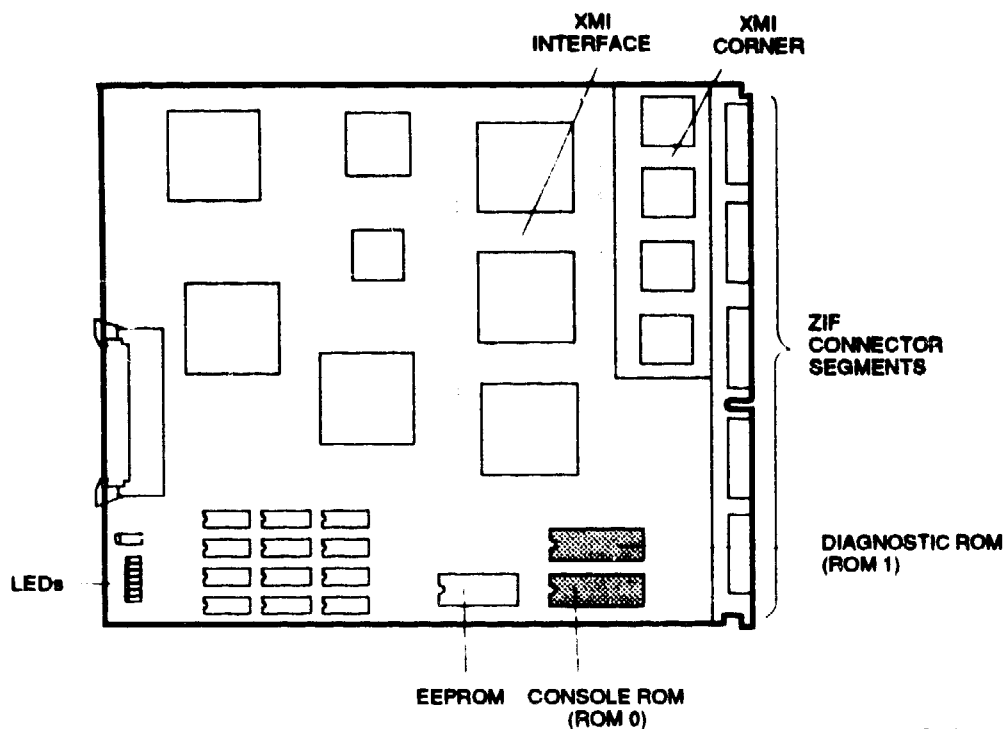 XMI
INTERFACE
XMI
CORNER
ZIF
CONNECTOR
SEGMENTS
DIAGNOSTIC ROM
(ROM 1)
LEDs
EEPROM
CONSOLE ROM
(ROM 0)